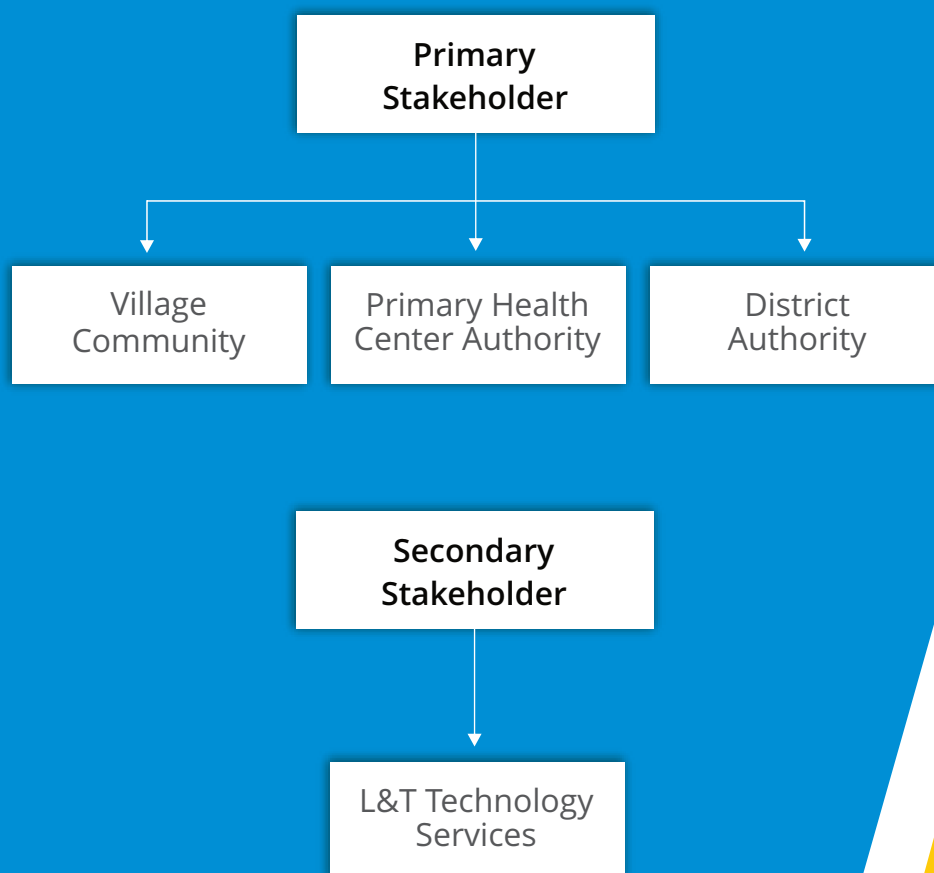 Primary
Stakeholder
Village
Community
Primary Health
Center Authority
District
Authority
Secondary
Stakeholder
L&T Technology
Services